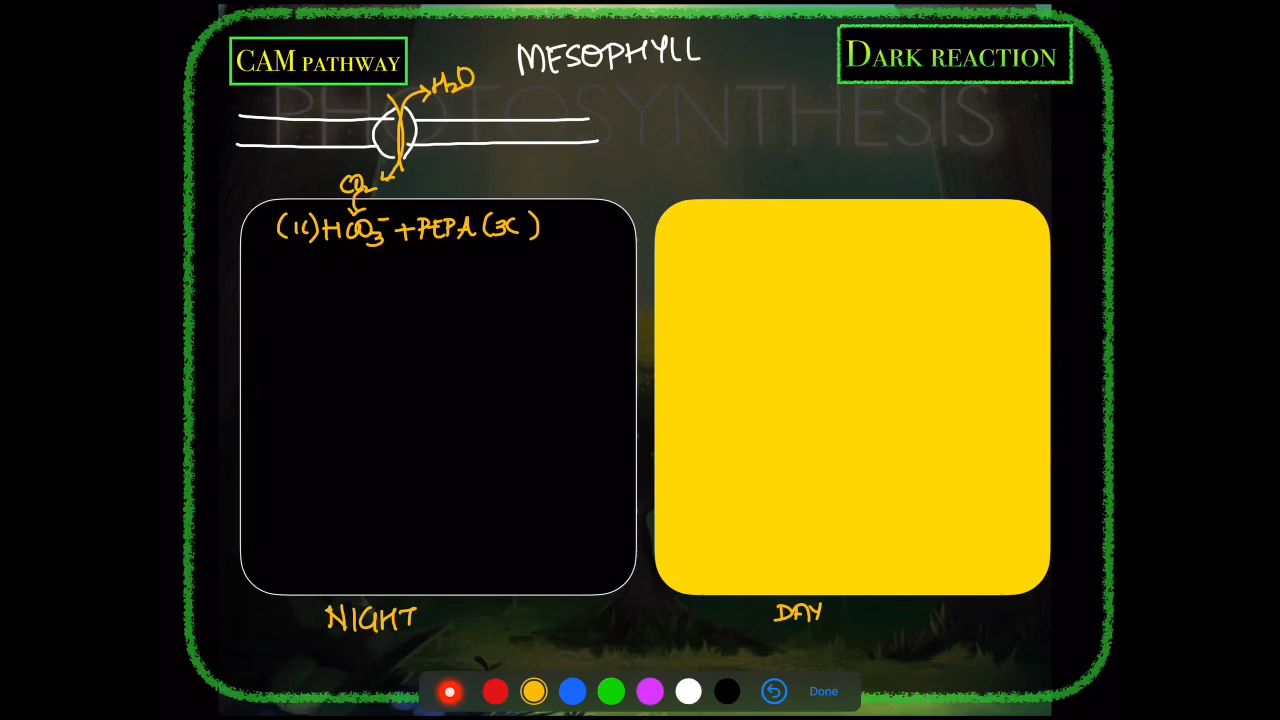 CAM PATHWAY
MESOPHYLL
DARK REACTION
H₂O
PHOTOSYNTHESIS
CO₂
(1C) HCO₃⁻ + PEPA (3C)
NIGHT
DAY
Done